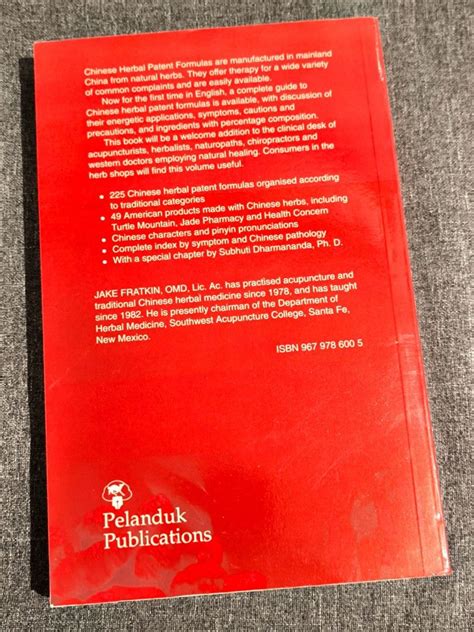 Chinese Herbal Patent Formulas are manufactured in mainland
China from natural herbs. They offer therapy for a wide variety
of common complaints and are easily available.
Now for the first time in English, a complete guide to
Chinese herbal patent formulas is available, with discussion of
their energetic applications, symptoms, cautions and
precautions, and ingredients with percentage composition.
This book will be a welcome addition to the clinical desk of
acupuncturists, herbalists, naturopaths, chiropractors and
western doctors employing natural healing. Consumers in the
herb shops will find this volume useful.
• 225 Chinese herbal patent formulas organised according
to traditional categories
• 49 American products made with Chinese herbs, including
Turtle Mountain, Jade Pharmacy and Health Concern
• Chinese characters and pinyin pronunciations
• Complete index by symptom and Chinese pathology
• With a special chapter by Subhuti Dharmananda, Ph. D.
JAKE FRATKIN, OMD, Lic. Ac. has practised acupuncture and
traditional Chinese herbal medicine since 1978, and has taught
since 1982. He is presently chairman of the Department of
Herbal Medicine, Southwest Acupuncture College, Santa Fe,
New Mexico.
ISBN 967 978 600 5
Pelanduk
Publications